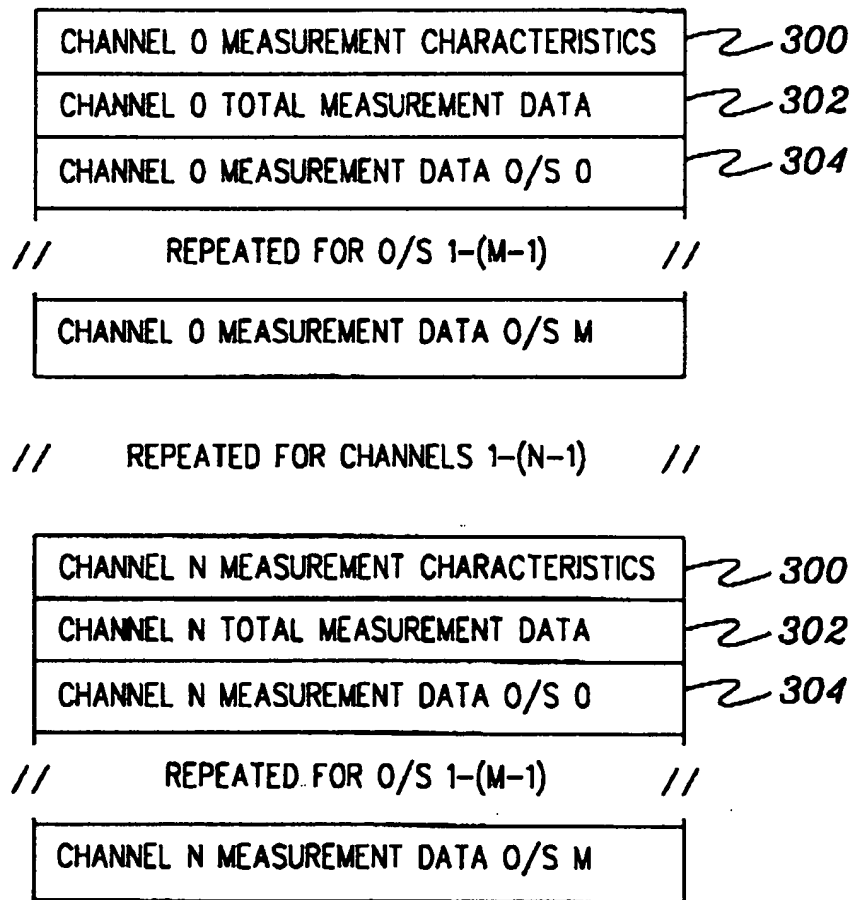 CHANNEL 0 MEASUREMENT CHARACTERISTICS 300
CHANNEL 0 TOTAL MEASUREMENT DATA 302
CHANNEL 0 MEASUREMENT DATA O/S 0 304
// REPEATED FOR O/S 1-(M-1) //
CHANNEL 0 MEASUREMENT DATA O/S M
// REPEATED FOR CHANNELS 1-(N-1) //
CHANNEL N MEASUREMENT CHARACTERISTICS 300
CHANNEL N TOTAL MEASUREMENT DATA 302
CHANNEL N MEASUREMENT DATA O/S 0 304
// REPEATED FOR O/S 1-(M-1) //
CHANNEL N MEASUREMENT DATA O/S M